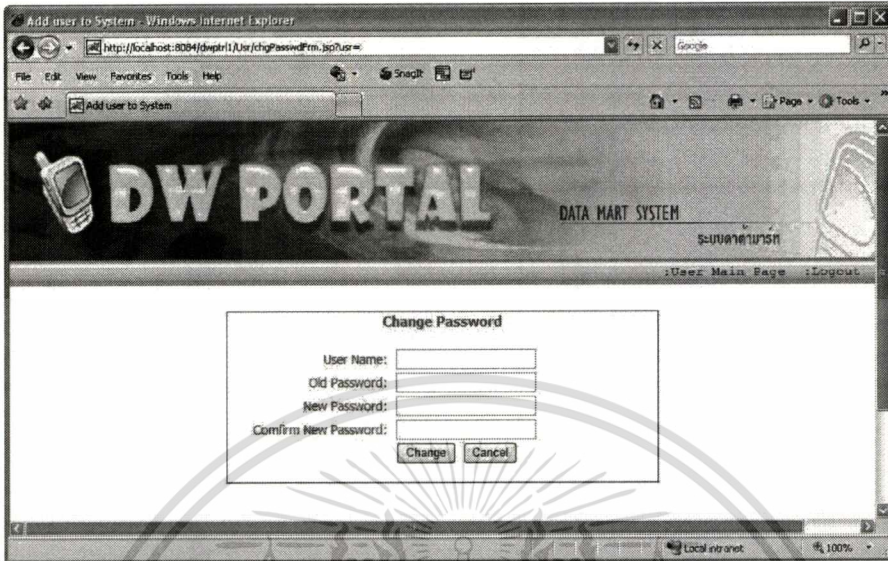 Add user to System - Windows Internet Explorer
http://localhost:8084/dwptrl1/Usr/chgPasswdFrm.jsp?usr=
Google
File Edit View Favorites Tools Help
SnagIt
Add user to System
Page Tools
DW PORTAL
DATA MART SYSTEM
ระบบดาต้ามาร์ท
:User Main Page :Logout
Change Password
User Name:
Old Password:
New Password:
Comfirm New Password:
Change Cancel
Local intranet 100%